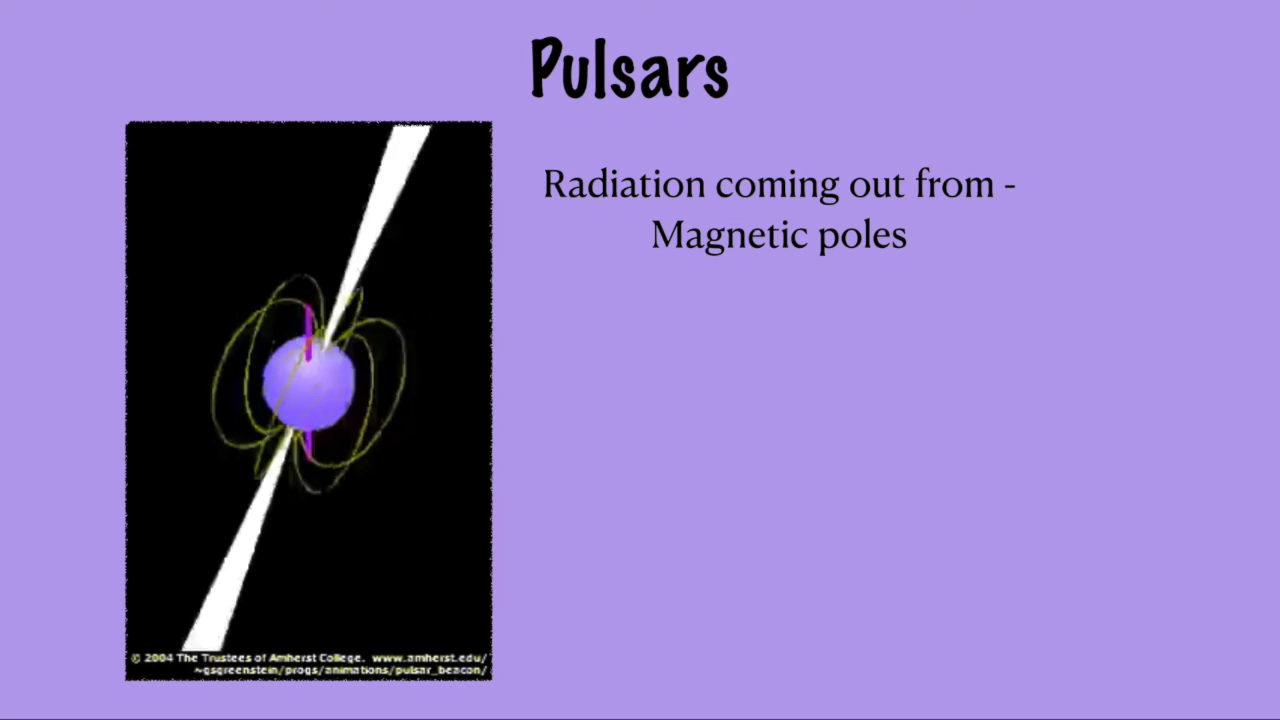 Pulsars
Radiation coming out from -
Magnetic poles
© 2004 The Trustees of Amherst College. www.amherst.edu/
~gsgreenstein/progs/animations/pulsar_beacon/